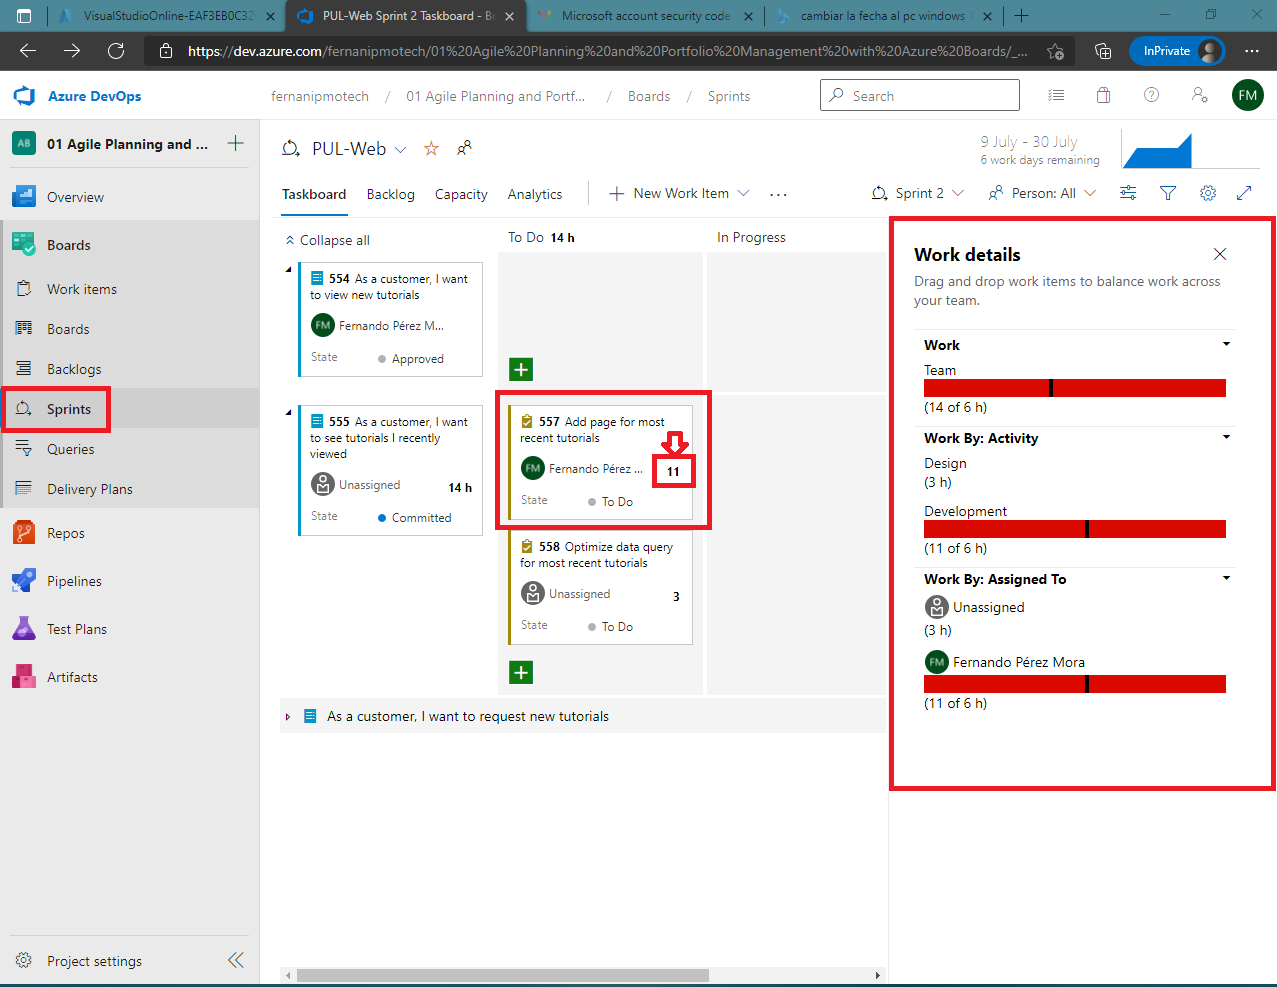 VisualStudioOnline-EAF3EB0C32
PUL-Web Sprint 2 Taskboard - Bo
Microsoft account security code
cambiar la fecha al pc windows 1
https://dev.azure.com/fernanipmotech/01%20Agile%20Planning%20and%20Portfolio%20Management%20with%20Azure%20Boards/_...
InPrivate
Azure DevOps
fernanipmotech / 01 Agile Planning and Portf... / Boards / Sprints
Search
FM
AB
01 Agile Planning and ...
Overview
Boards
Work items
Boards
Backlogs
Sprints
Queries
Delivery Plans
Repos
Pipelines
Test Plans
Artifacts
Project settings
PUL-Web
9 July - 30 July
6 work days remaining
Taskboard
Backlog
Capacity
Analytics
New Work Item
Sprint 2
Person: All
Collapse all
To Do 14 h
In Progress
554 As a customer, I want
to view new tutorials
FM Fernando Pérez M...
State Approved
555 As a customer, I want
to see tutorials I recently
viewed
Unassigned
14 h
State Committed
557 Add page for most
recent tutorials
FM Fernando Pérez ...
11
State To Do
558 Optimize data query
for most recent tutorials
Unassigned
3
State To Do
As a customer, I want to request new tutorials
Work details
Drag and drop work items to balance work across
your team.
Work
Team
(14 of 6 h)
Work By: Activity
Design
(3 h)
Development
(11 of 6 h)
Work By: Assigned To
Unassigned
(3 h)
FM Fernando Pérez Mora
(11 of 6 h)